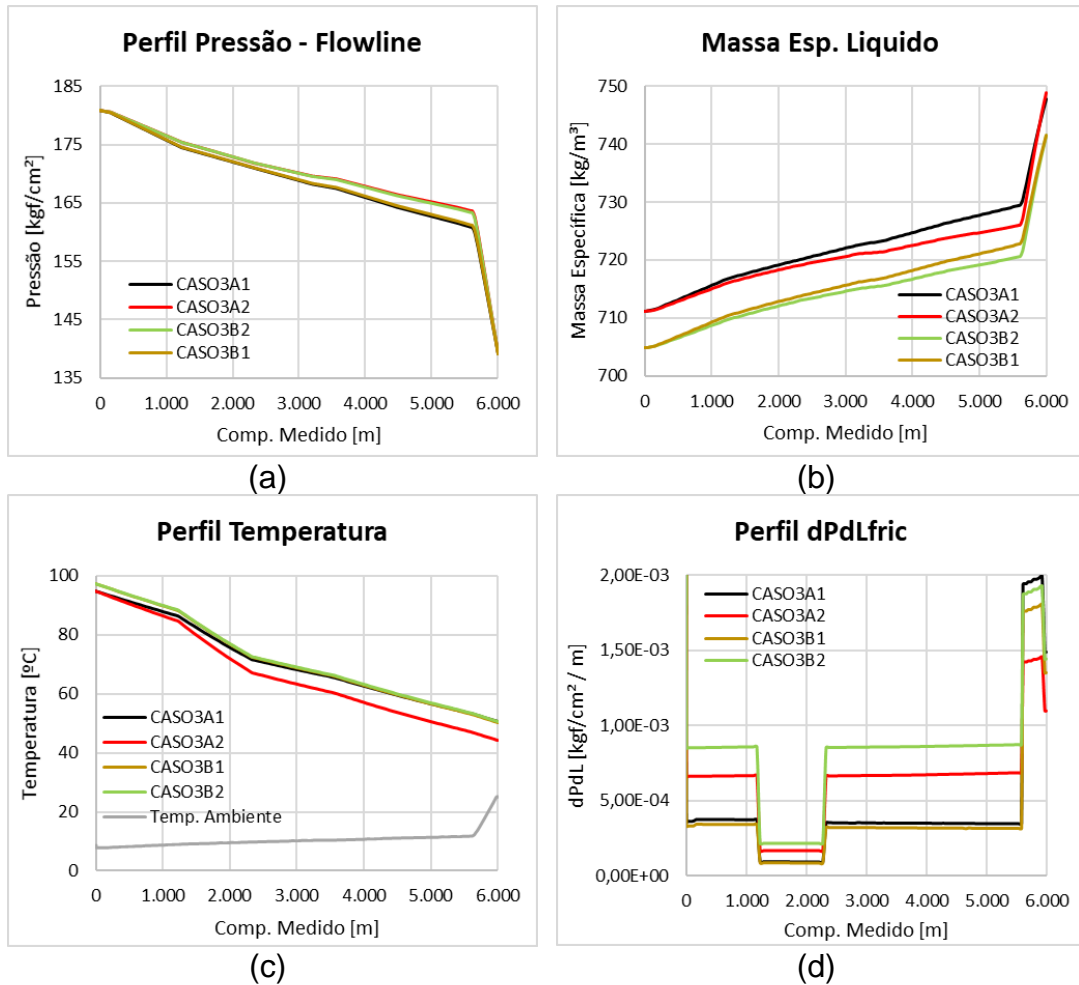 Perfil Pressão - Flowline
185
175
165
155
145
135
Pressão [kgf/cm²]
CASO3A1
CASO3A2
CASO3B2
CASO3B1
0 1.000 2.000 3.000 4.000 5.000 6.000
Comp. Medido [m]
(a)
Massa Esp. Liquido
750
740
730
720
710
700
Massa Específica [kg/m³]
CASO3A1
CASO3A2
CASO3B2
CASO3B1
0 1.000 2.000 3.000 4.000 5.000 6.000
Comp. Medido [m]
(b)
Perfil Temperatura
100
80
60
40
20
0
Temperatura [ºC]
CASO3A1
CASO3A2
CASO3B1
CASO3B2
Temp. Ambiente
0 1.000 2.000 3.000 4.000 5.000 6.000
Comp. Medido [m]
(c)
Perfil dPdLfric
2,00E-03
1,50E-03
1,00E-03
5,00E-04
0,00E+00
dPdL [kgf/cm² / m]
CASO3A1
CASO3A2
CASO3B1
CASO3B2
0 1.000 2.000 3.000 4.000 5.000 6.000
Comp. Medido [m]
(d)